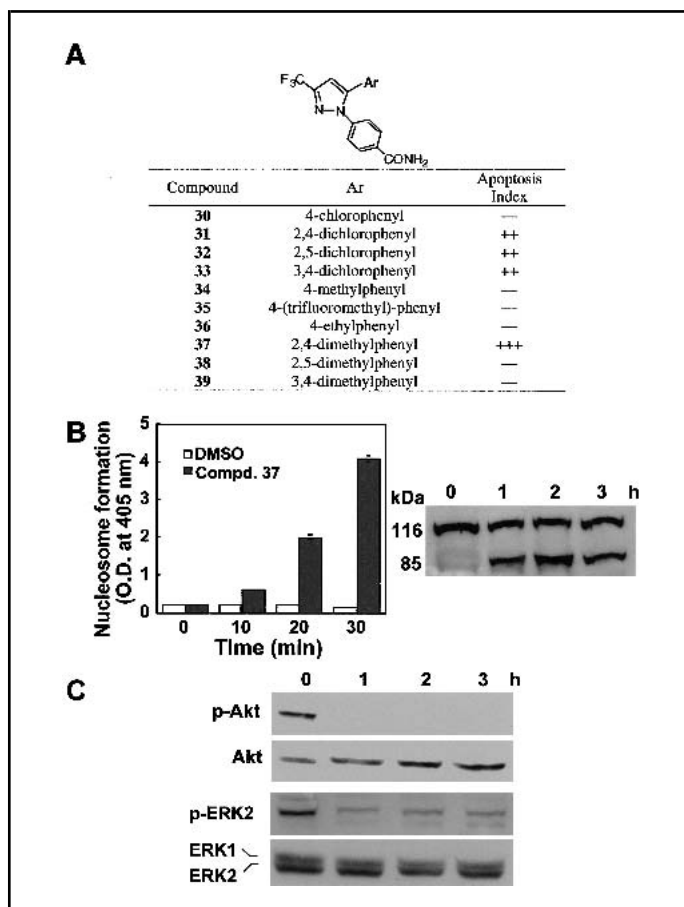 A
F3C
Ar
N
N
CONH2
Compound Ar Apoptosis Index
30 4-chlorophenyl —
31 2,4-dichlorophenyl ++
32 2,5-dichlorophenyl ++
33 3,4-dichlorophenyl ++
34 4-methylphenyl —
35 4-(trifluoromethyl)-phenyl —
36 4-ethylphenyl —
37 2,4-dimethylphenyl +++
38 2,5-dimethylphenyl —
39 3,4-dimethylphenyl —
B
Nucleosome formation
(O.D. at 405 nm)
5
4
3
2
1
0
DMSO
Compd. 37
0 10 20 30
Time (min)
kDa 0 1 2 3 h
116
85
C
0 1 2 3 h
p-Akt
Akt
p-ERK2
ERK1
ERK2